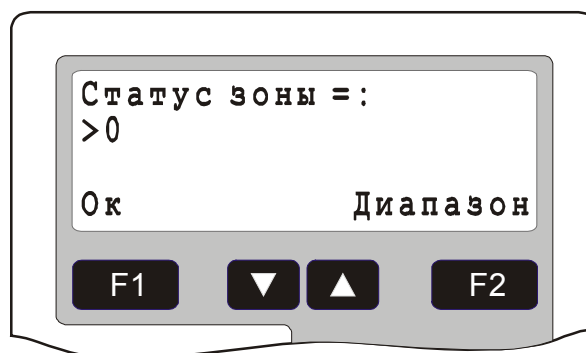 Статус зоны =:
>0
Ок Диапазон
F1 ▼ ▲ F2